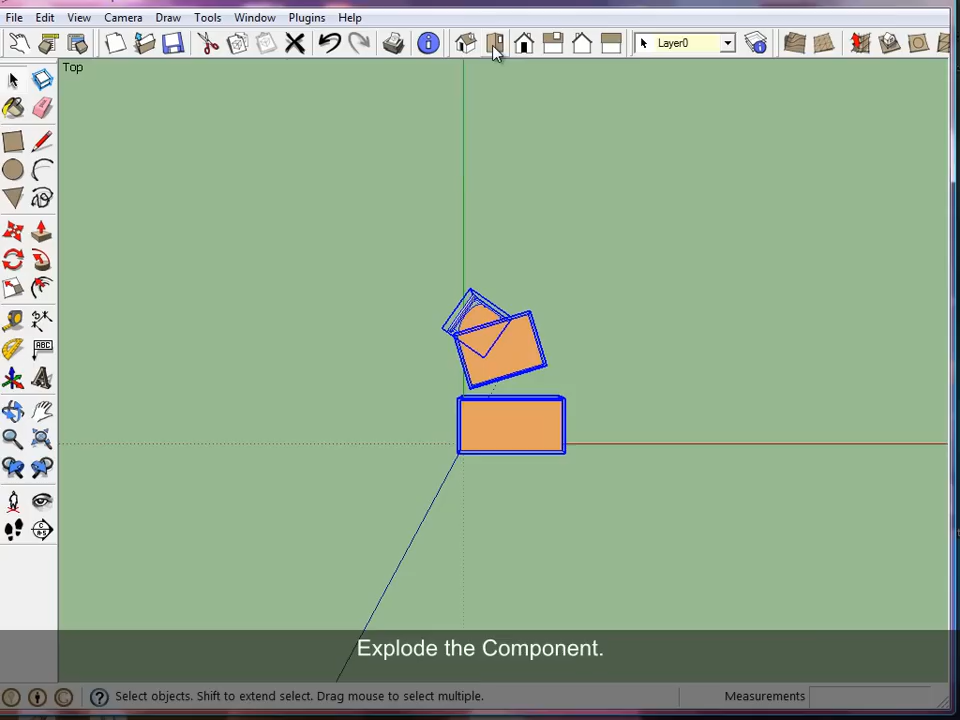 File Edit View Camera Draw Tools Window Plugins Help
Layer0
Top
ABC
Explode the Component.
Select objects. Shift to extend select. Drag mouse to select multiple. Measurements